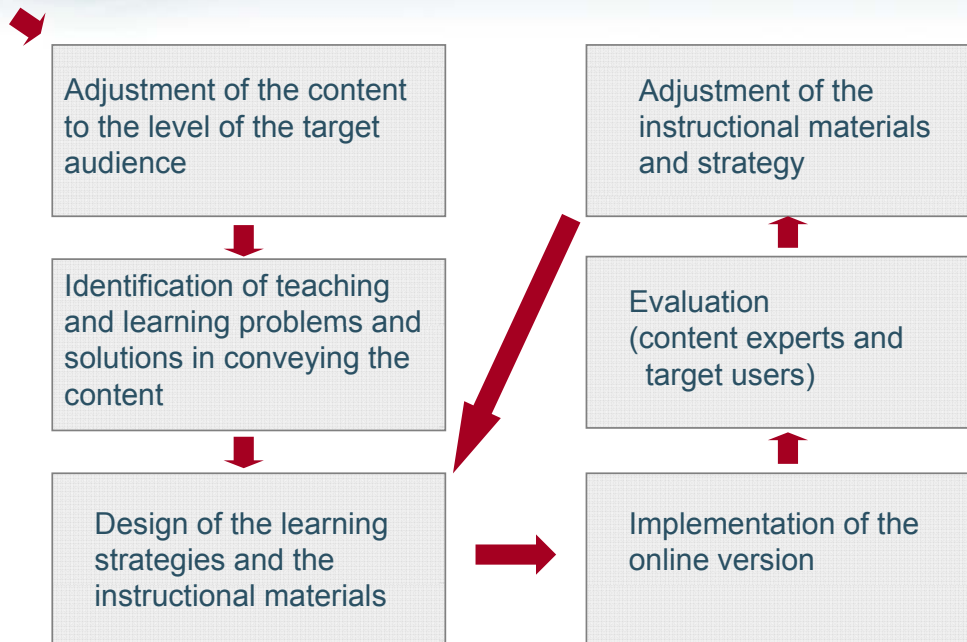 Adjustment of the content
to the level of the target
audience
Identification of teaching
and learning problems and
solutions in conveying the
content
Design of the learning
strategies and the
instructional materials
Implementation of the
online version
Evaluation
(content experts and
target users)
Adjustment of the
instructional materials
and strategy